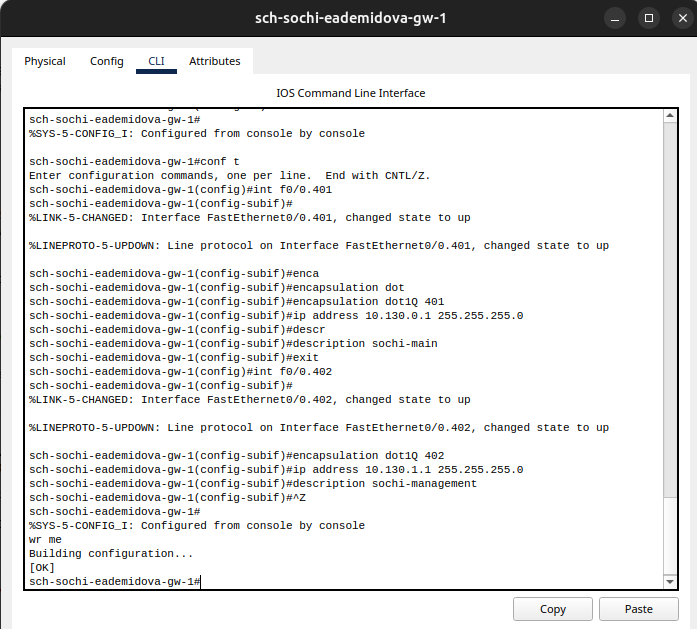 sch-sochi-eademidova-gw-1
Physical Config CLI Attributes
IOS Command Line Interface
sch-sochi-eademidova-gw-1#
%SYS-5-CONFIG_I: Configured from console by console
sch-sochi-eademidova-gw-1#conf t
Enter configuration commands, one per line.  End with CNTL/Z.
sch-sochi-eademidova-gw-1(config)#int f0/0.401
sch-sochi-eademidova-gw-1(config-subif)#
%LINK-5-CHANGED: Interface FastEthernet0/0.401, changed state to up
%LINEPROTO-5-UPDOWN: Line protocol on Interface FastEthernet0/0.401, changed state to up
sch-sochi-eademidova-gw-1(config-subif)#enca
sch-sochi-eademidova-gw-1(config-subif)#encapsulation dot
sch-sochi-eademidova-gw-1(config-subif)#encapsulation dot1Q 401
sch-sochi-eademidova-gw-1(config-subif)#ip address 10.130.0.1 255.255.255.0
sch-sochi-eademidova-gw-1(config-subif)#descr
sch-sochi-eademidova-gw-1(config-subif)#description sochi-main
sch-sochi-eademidova-gw-1(config-subif)#exit
sch-sochi-eademidova-gw-1(config)#int f0/0.402
sch-sochi-eademidova-gw-1(config-subif)#
%LINK-5-CHANGED: Interface FastEthernet0/0.402, changed state to up
%LINEPROTO-5-UPDOWN: Line protocol on Interface FastEthernet0/0.402, changed state to up
sch-sochi-eademidova-gw-1(config-subif)#encapsulation dot1Q 402
sch-sochi-eademidova-gw-1(config-subif)#ip address 10.130.1.1 255.255.255.0
sch-sochi-eademidova-gw-1(config-subif)#description sochi-management
sch-sochi-eademidova-gw-1(config-subif)#^Z
sch-sochi-eademidova-gw-1#
%SYS-5-CONFIG_I: Configured from console by console
wr me
Building configuration...
[OK]
sch-sochi-eademidova-gw-1#
Copy Paste